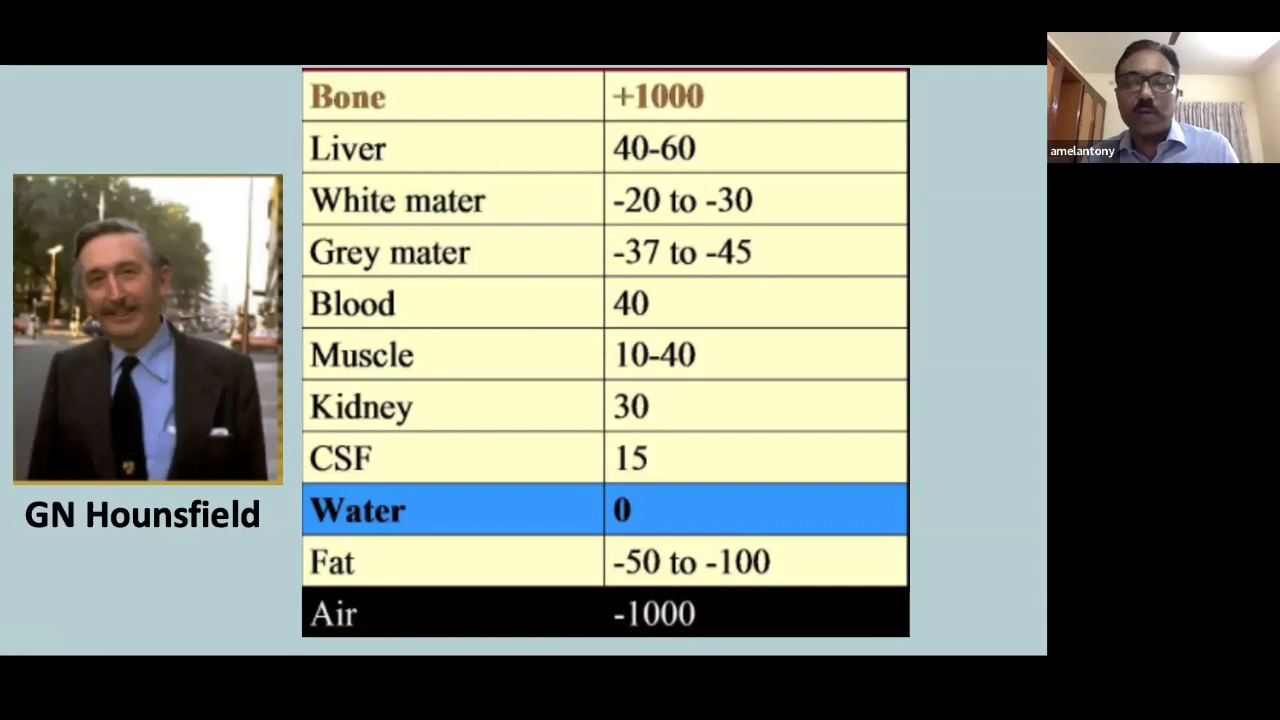 Bone +1000
Liver 40-60
White mater -20 to -30
Grey mater -37 to -45
Blood 40
Muscle 10-40
Kidney 30
CSF 15
Water 0
Fat -50 to -100
Air -1000
GN Hounsfield
amelantony